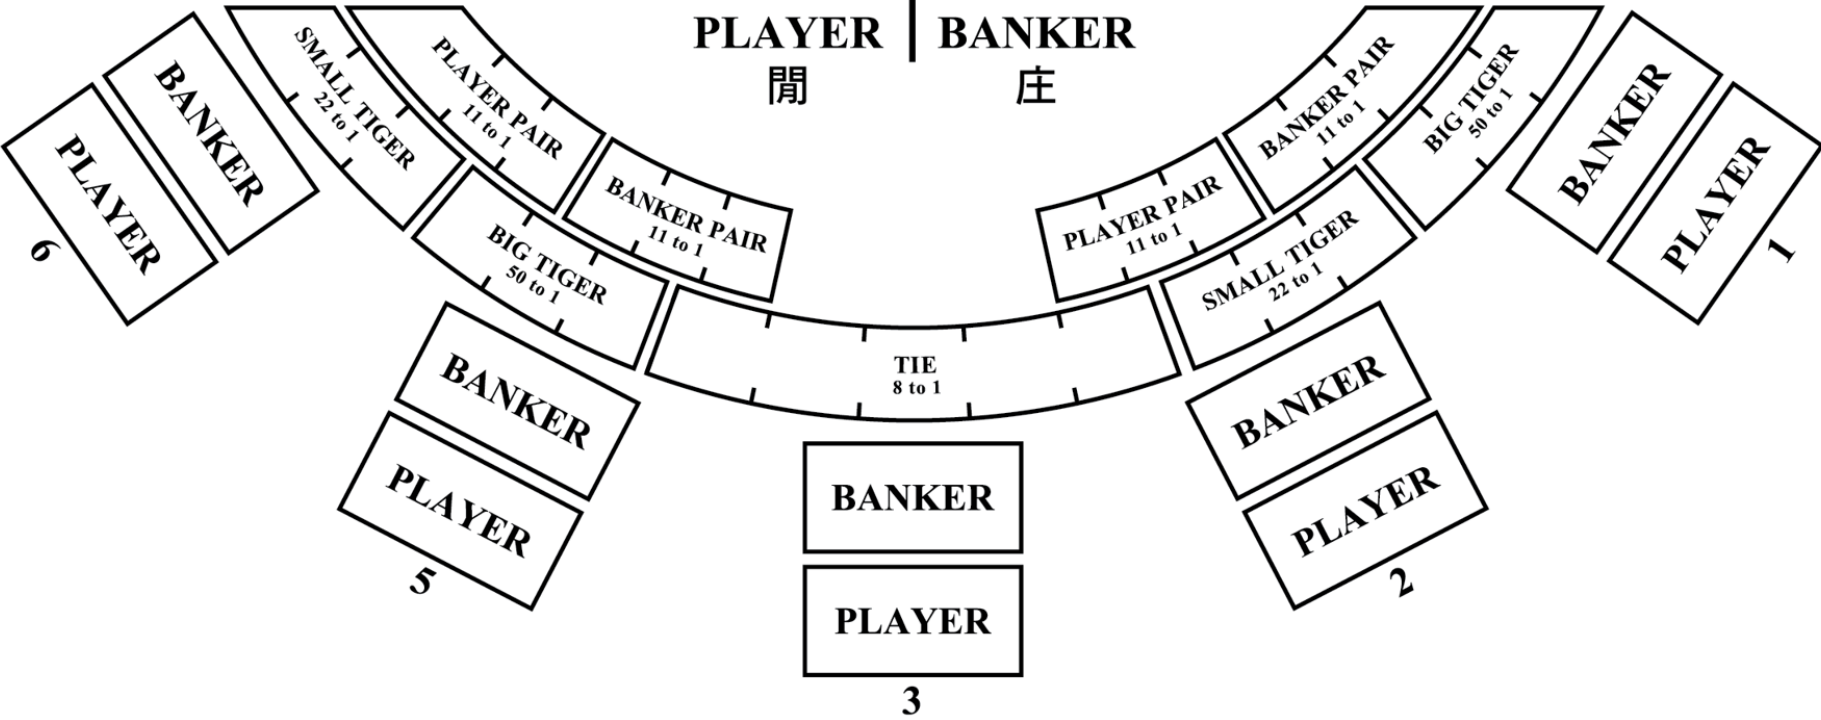 PLAYER | BANKER
閒 庄
SMALL TIGER
22 to 1
PLAYER PAIR
11 to 1
BANKER PAIR
11 to 1
BIG TIGER
50 to 1
BANKER PAIR
11 to 1
PLAYER PAIR
11 to 1
BIG TIGER
50 to 1
SMALL TIGER
22 to 1
TIE
8 to 1
BANKER
PLAYER
6
BANKER
PLAYER
5
BANKER
PLAYER
3
BANKER
PLAYER
2
BANKER
PLAYER
1